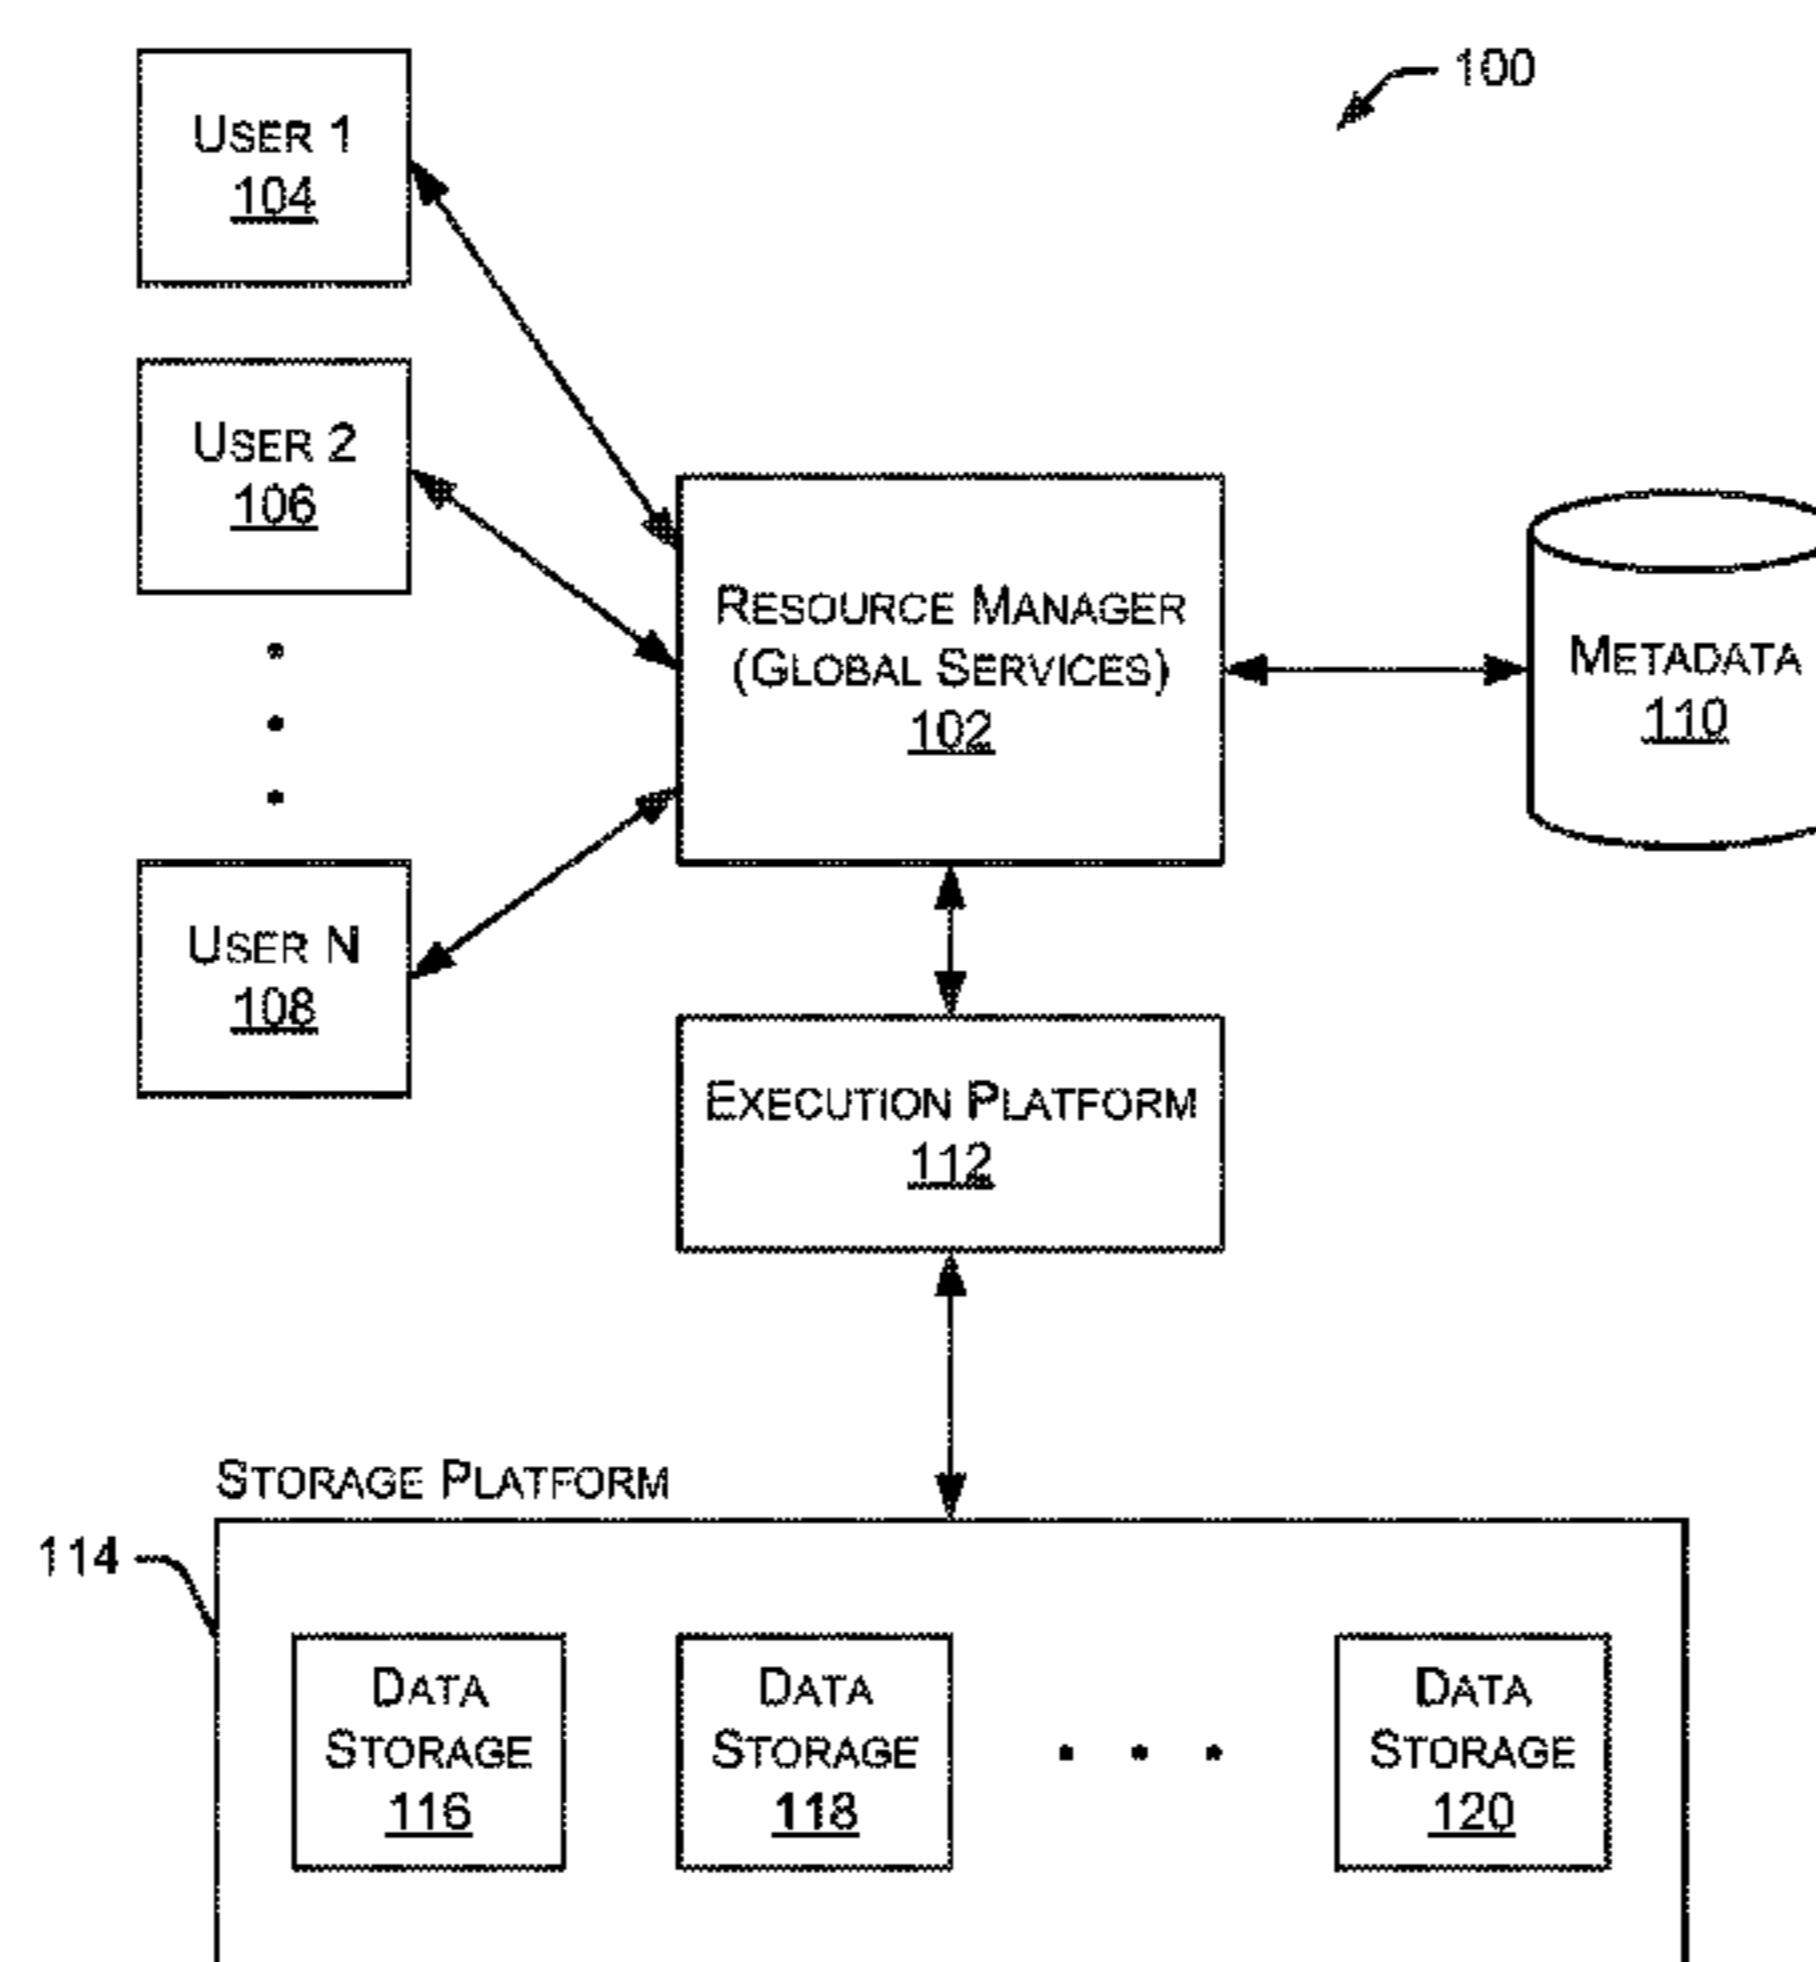 100
USER 1
104
USER 2
106
RESOURCE MANAGER
(GLOBAL SERVICES)
102
METADATA
110
USER N
108
EXECUTION PLATFORM
112
STORAGE PLATFORM
114
DATA
STORAGE
116
DATA
STORAGE
118
DATA
STORAGE
120